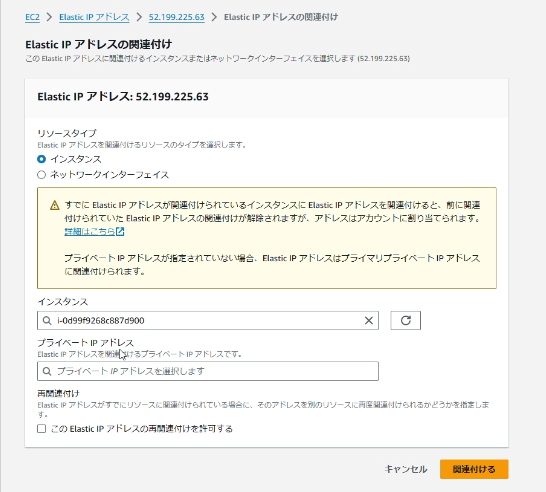 EC2 > Elastic IP アドレス > 52.199.225.63 > Elastic IP アドレスの関連付け
Elastic IP アドレスの関連付け
この Elastic IP アドレスに関連付けるインスタンスまたはネットワークインターフェイスを選択します (52.199.225.63)
Elastic IP アドレス: 52.199.225.63
リソースタイプ
Elastic IP アドレスを関連付けるリソースのタイプを選択します。
インスタンス
ネットワークインターフェイス
すでに Elastic IP アドレスが関連付けられているインスタンスに Elastic IP アドレスを関連付けると、前に関連
付けられていた Elastic IP アドレスの関連付けが解除されますが、アドレスはアカウントに割り当てられます。
詳細はこちら
プライベート IP アドレスが指定されていない場合、Elastic IP アドレスはプライマリプライベート IP アドレス
に関連付けられます。
インスタンス
i-0d99f9268c887d900
プライベート IP アドレス
Elastic IP アドレスを関連付けるプライベート IP アドレスです。
プライベート IP アドレスを選択します
再関連付け
Elastic IP アドレスがすでにリソースに関連付けられている場合に、そのアドレスを別のリソースに再度関連付けられるかどうかを指定しま
す。
この Elastic IP アドレスの再関連付けを許可する
キャンセル
関連付ける